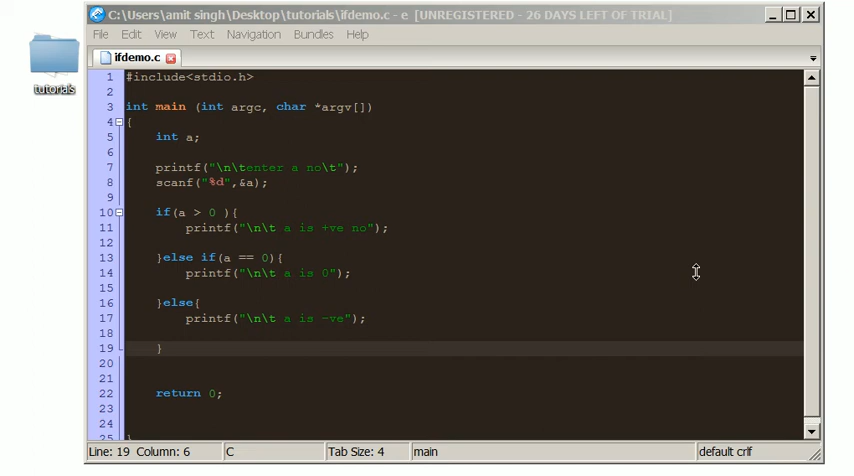 C:\Users\amit singh\Desktop\tutorials\ifdemo.c - e [UNREGISTERED - 26 DAYS LEFT OF TRIAL]
File Edit View Text Navigation Bundles Help
tutorials
ifdemo.c
1 #include<stdio.h>
2
3 int main (int argc, char *argv[])
4 {
5 int a;
6
7 printf("\n\tenter a no\t");
8 scanf("%d",&a);
9
10 if(a > 0 ){
11 printf("\n\t a is +ve no");
12
13 }else if(a == 0){
14 printf("\n\t a is 0");
15
16 }else{
17 printf("\n\t a is -ve");
18
19 }
20
21
22 return 0;
23
24
25 }
Line: 19 Column: 6 C Tab Size: 4 main default crlf